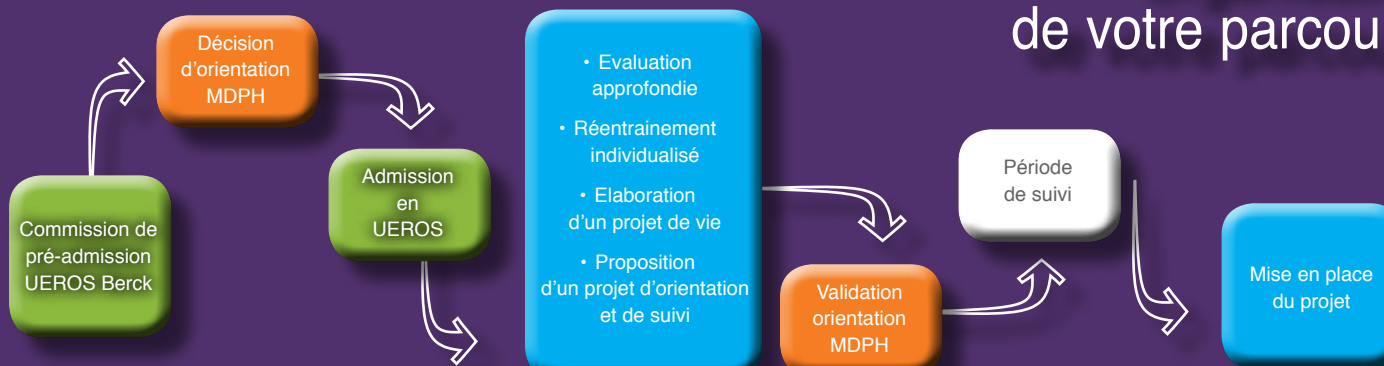 de votre parcou
Décision
d'orientation
MDPH
Commission de
pré-admission
UEROS Berck
Admission
en
UEROS
• Evaluation
approfondie
• Réentrainement
individualisé
• Elaboration
d'un projet de vie
• Proposition
d'un projet d'orientation
et de suivi
Validation
orientation
MDPH
Période
de suivi
Mise en place
du projet